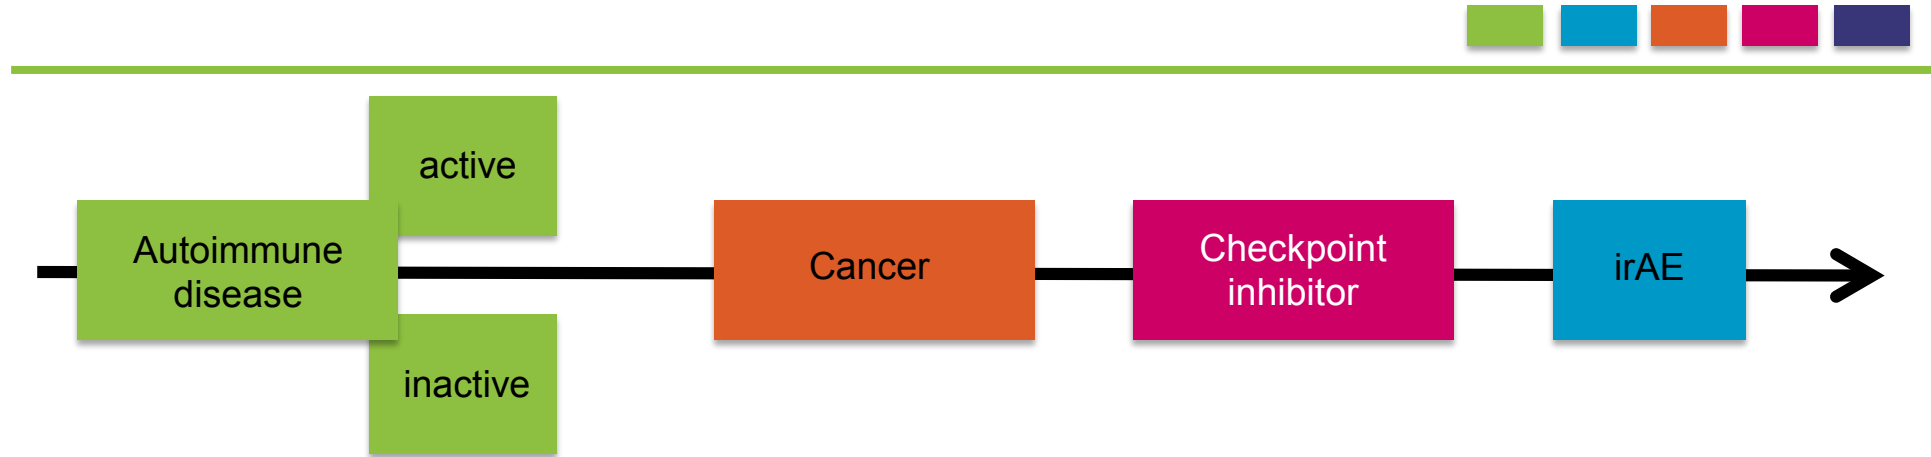 active
Autoimmune
disease
inactive
Cancer
Checkpoint
inhibitor
irAE